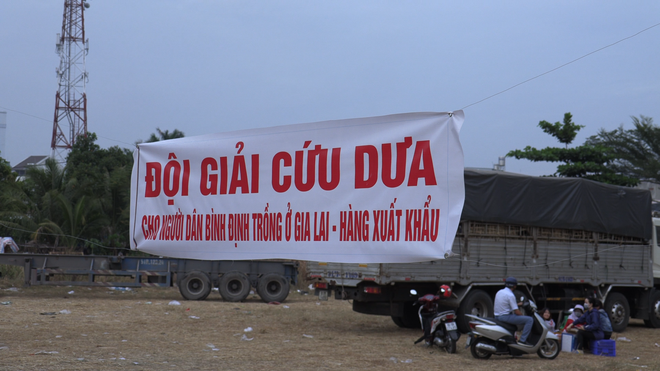 ĐỘI GIẢI CỨU DƯA
CHO NGƯỜI DÂN BÌNH ĐỊNH TRỒNG Ở GIA LAI - HÀNG XUẤT KHẨU